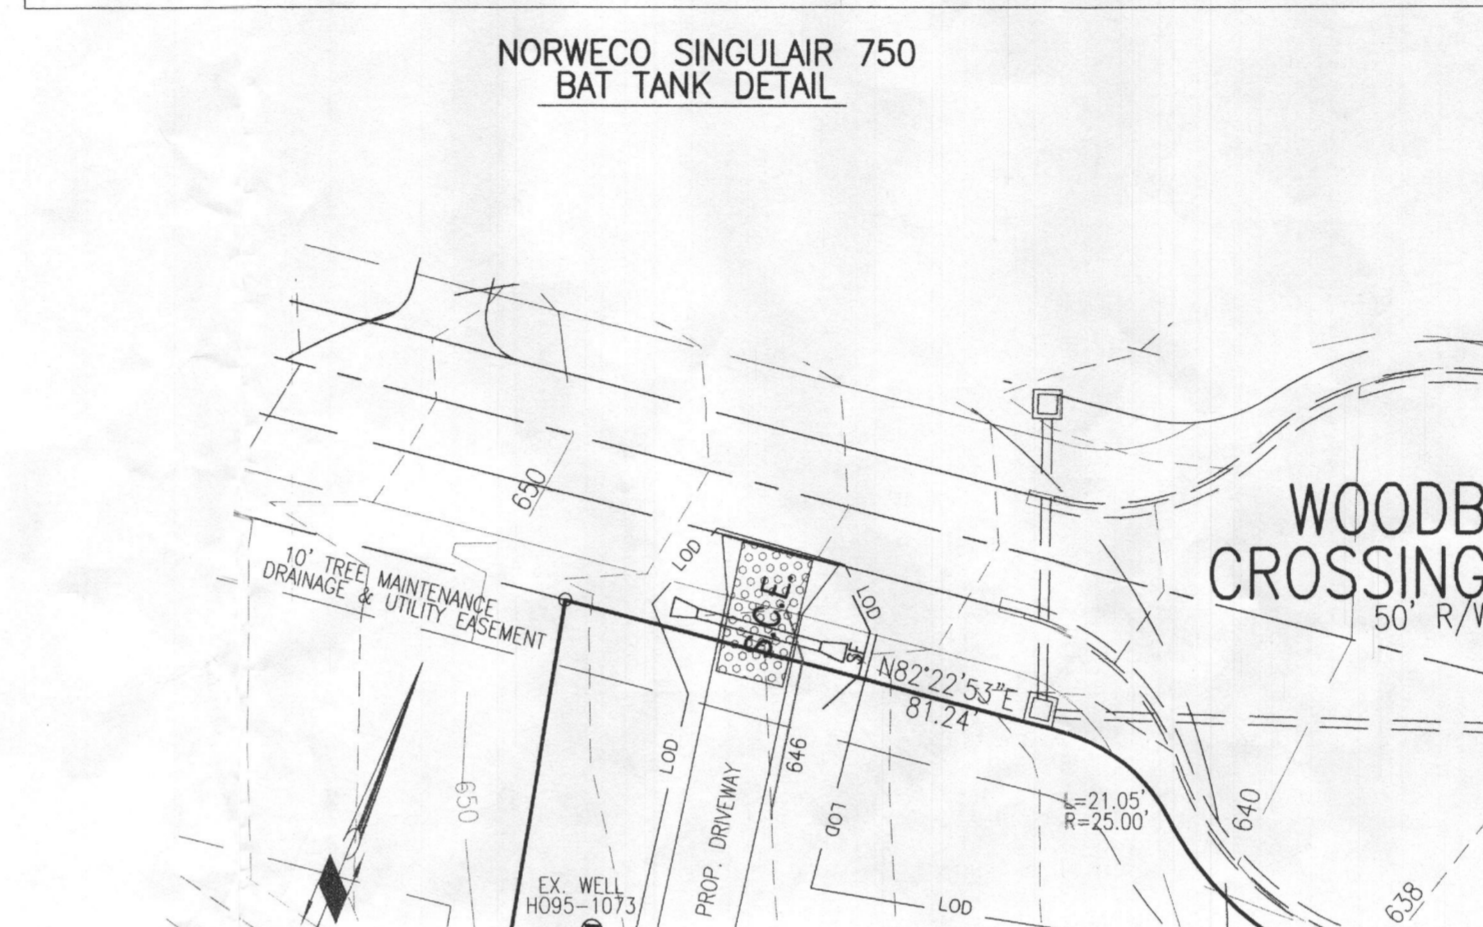 NORWECO SINGULAIR 750
BAT TANK DETAIL
650
WOODB
CROSSING
50' R/W
10' TREE MAINTENANCE
DRAINAGE & UTILITY EASEMENT
LOD
S.C.E.
LOD
SF
N82°22'53"E
81.24'
LOD
646
650
PROP. DRIVEWAY
LOD
L=21.05'
R=25.00'
640
EX. WELL
HO95-1073
LOD
638